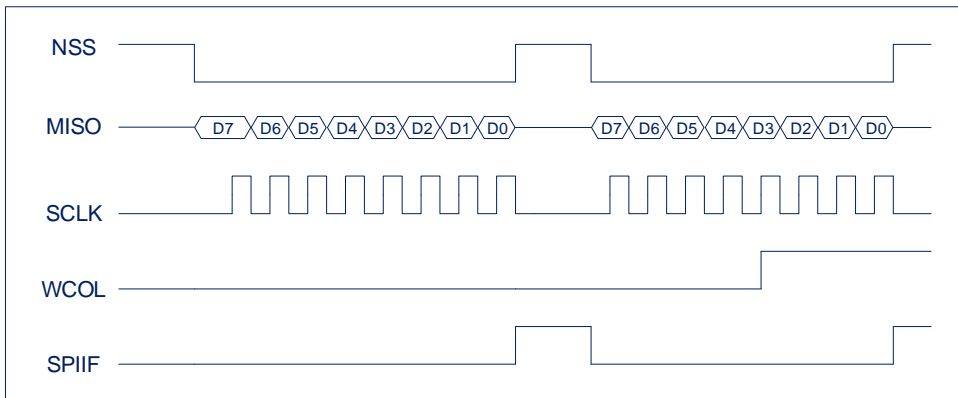 NSS
MISO D7 D6 D5 D4 D3 D2 D1 D0 D7 D6 D5 D4 D3 D2 D1 D0
SCLK
WCOL
SPIIF